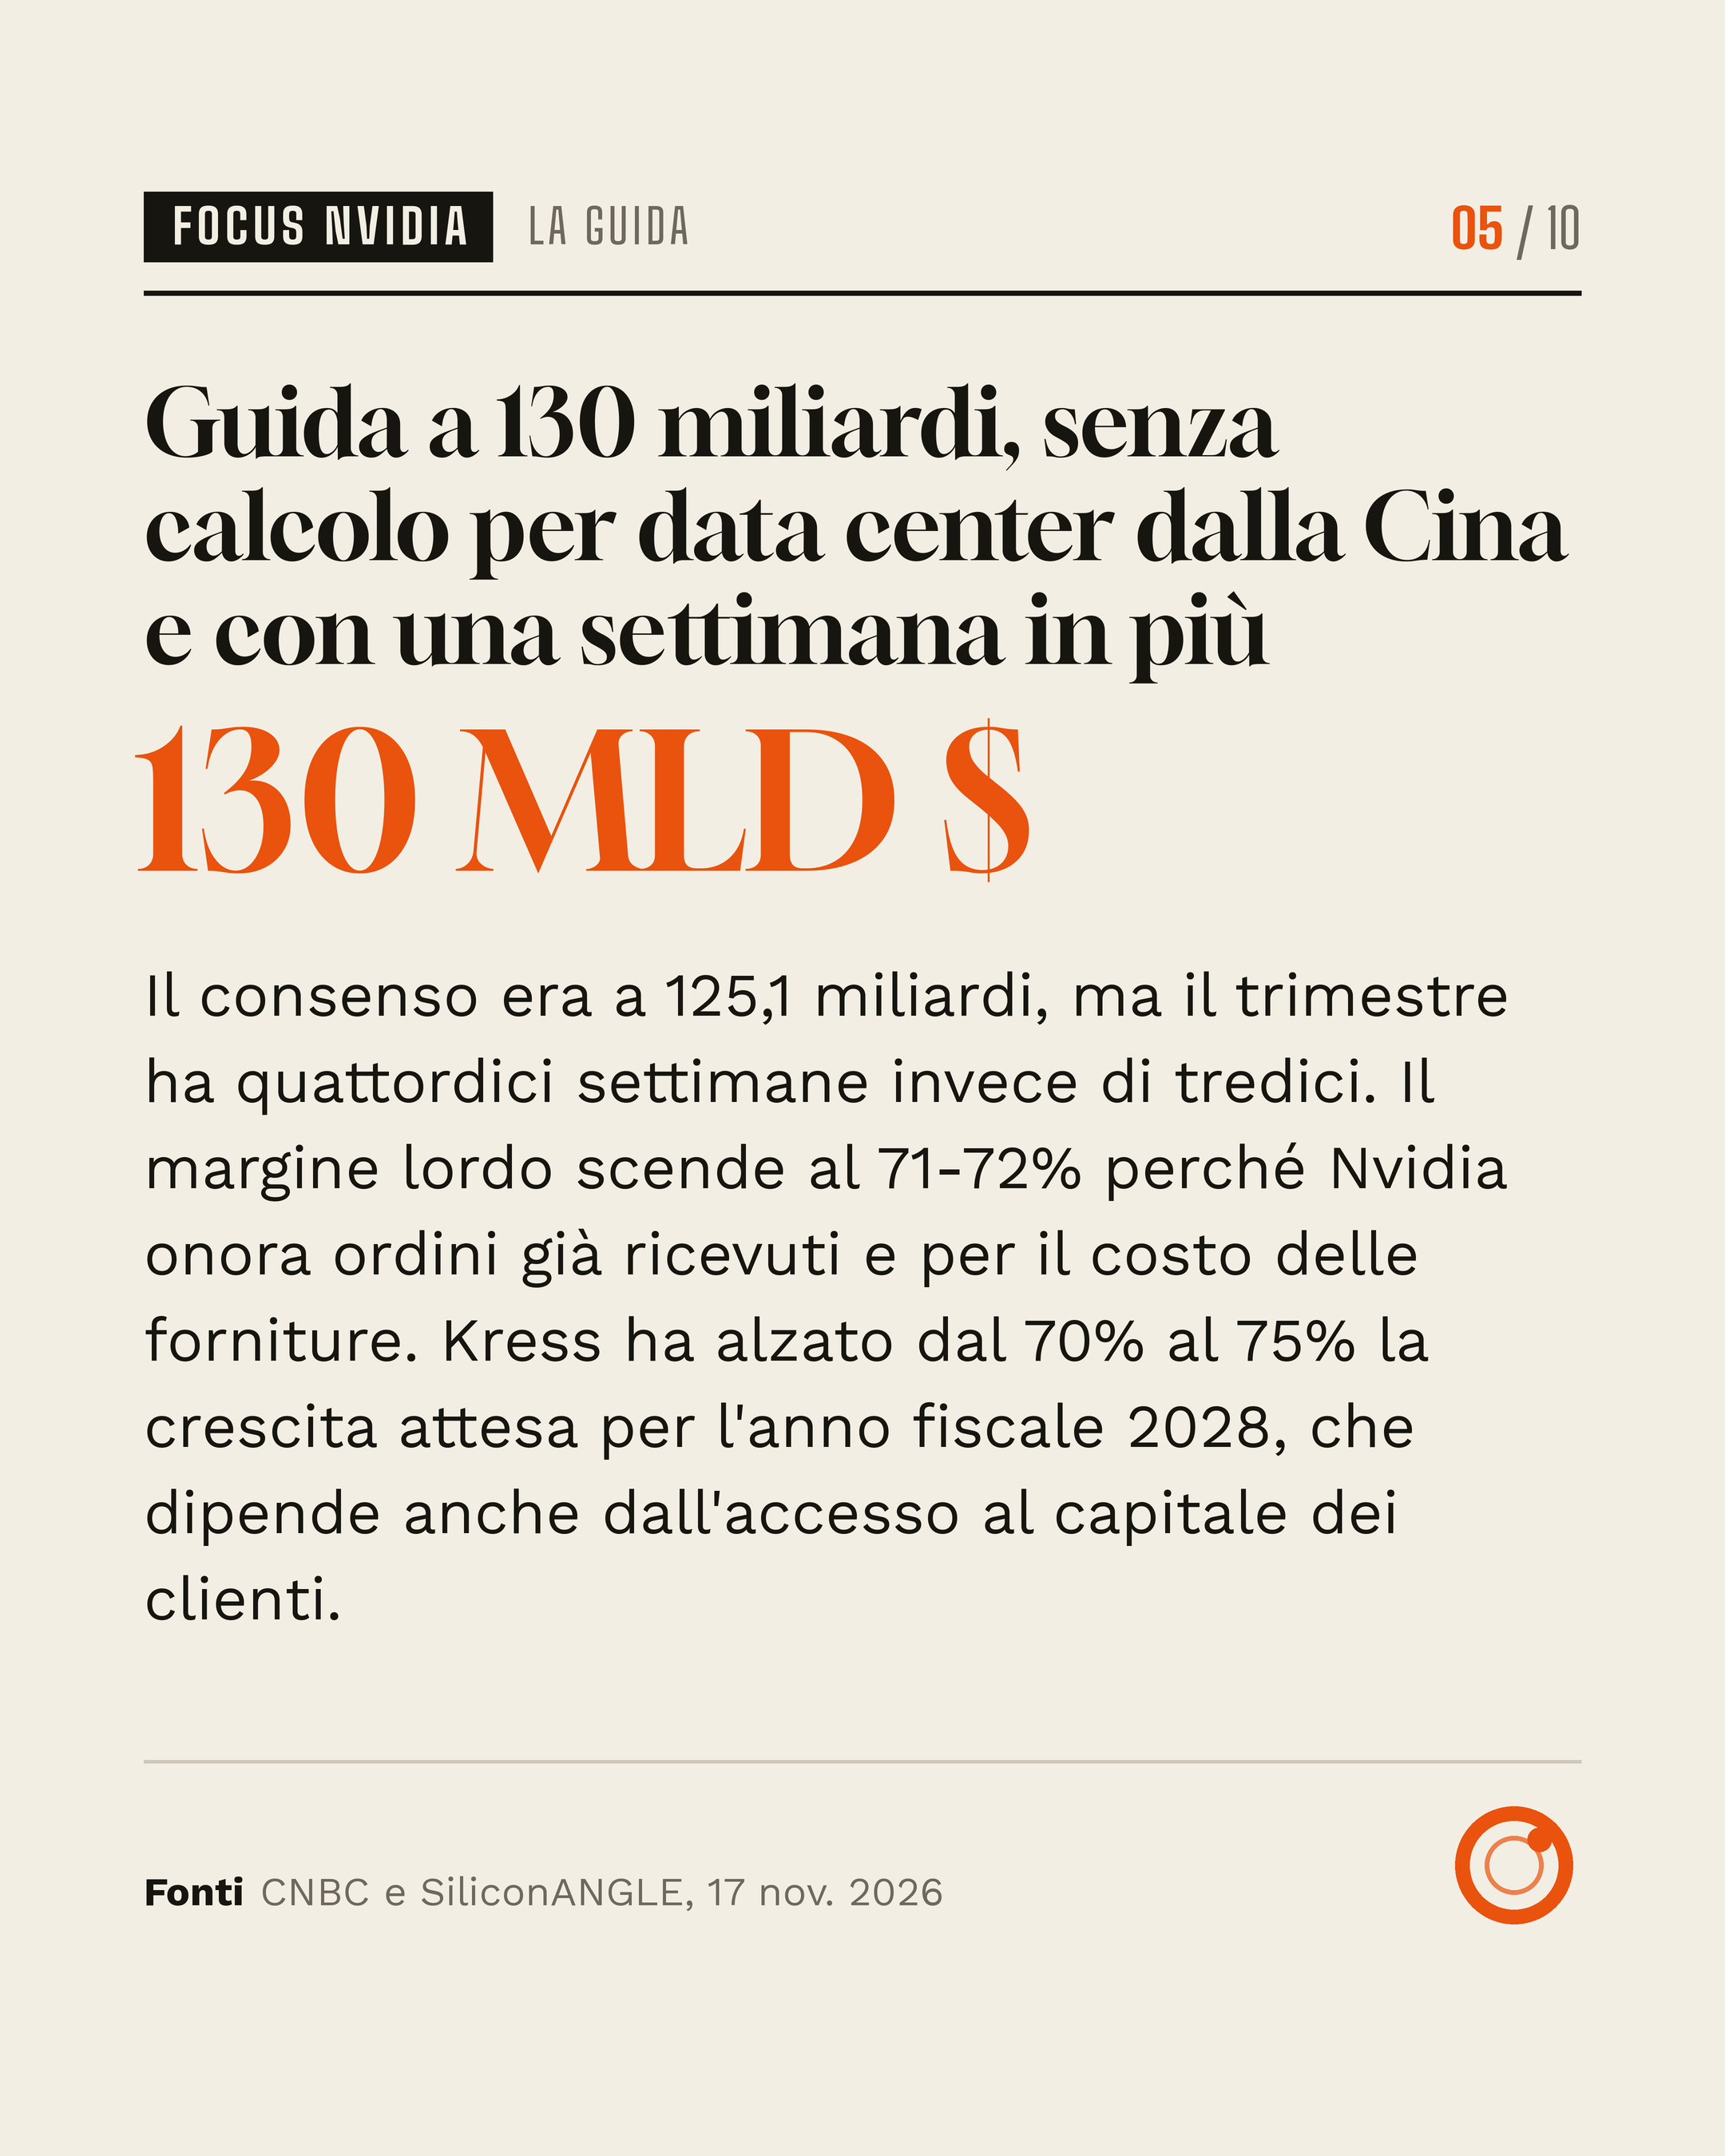 FOCUS NVIDIA LA GUIDA 05 / 10
Guida a 130 miliardi, senza
calcolo per data center dalla Cina
e con una settimana in più
130 MLD $
Il consenso era a 125,1 miliardi, ma il trimestre
ha quattordici settimane invece di tredici. Il
margine lordo scende al 71-72% perché Nvidia
onora ordini già ricevuti e per il costo delle
forniture. Kress ha alzato dal 70% al 75% la
crescita attesa per l'anno fiscale 2028, che
dipende anche dall'accesso al capitale dei
clienti.
Fonti CNBC e SiliconANGLE, 17 nov. 2026